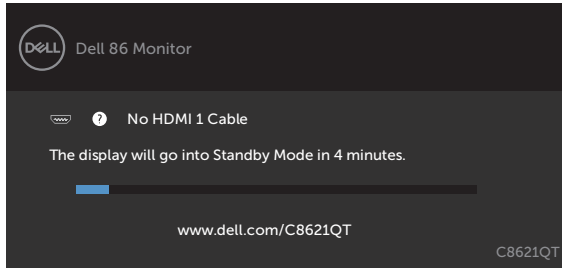 DELL
Dell 86 Monitor
? No HDMI 1 Cable
The display will go into Standby Mode in 4 minutes.
www.dell.com/C8621QT
C8621QT